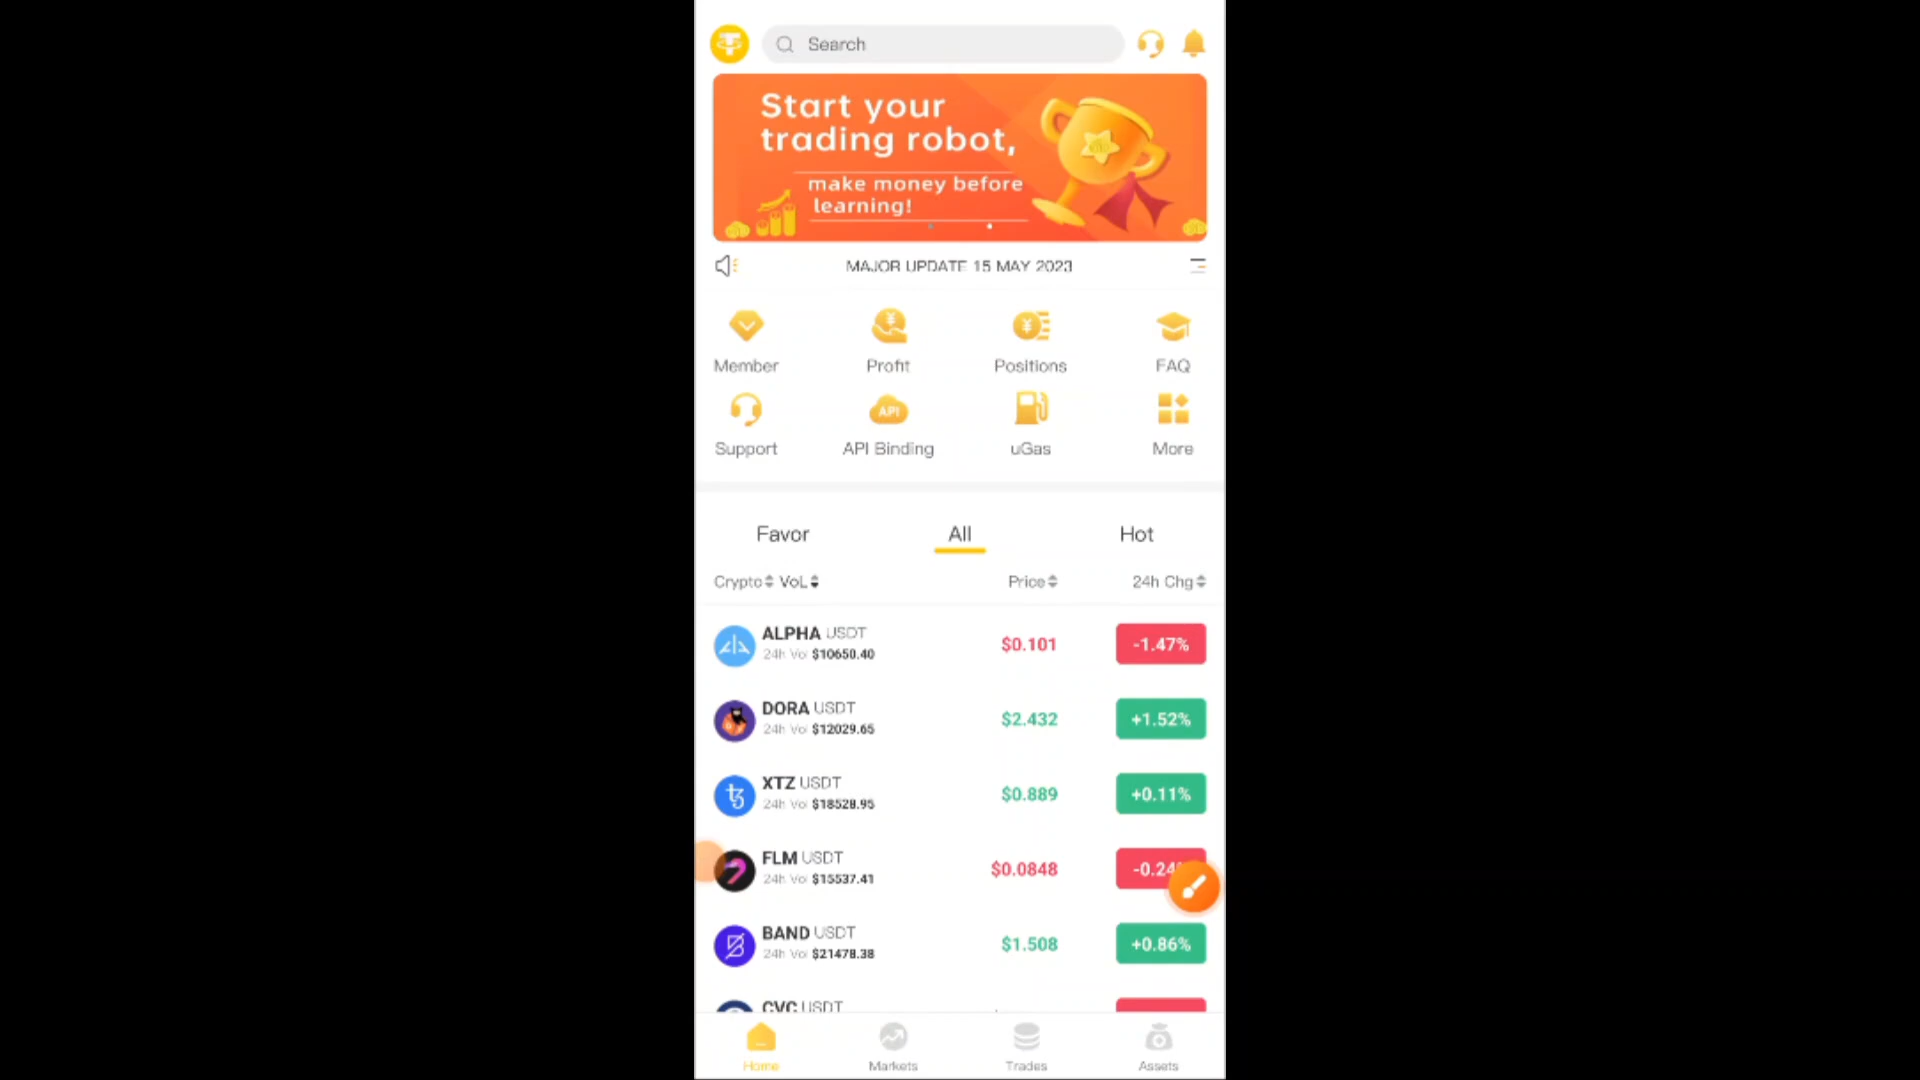 Search
Start your
trading robot,
make money before
learning!
MAJOR UPDATE 15 MAY 2023
Member Profit Positions FAQ
API
Support API Binding uGas More
Favor All Hot
Crypto VoL Price 24h Chg
ALPHA USDT
24h Vol $10650.40 $0.101 -1.47%
DORA USDT
24h Vol $12029.65 $2.432 +1.52%
XTZ USDT
24h Vol $18528.95 $0.889 +0.11%
FLM USDT
24h Vol $15537.41 $0.0848 -0.24
BAND USDT
24h Vol $21478.38 $1.508 +0.86%
CVC USDT
Home Markets Trades Assets